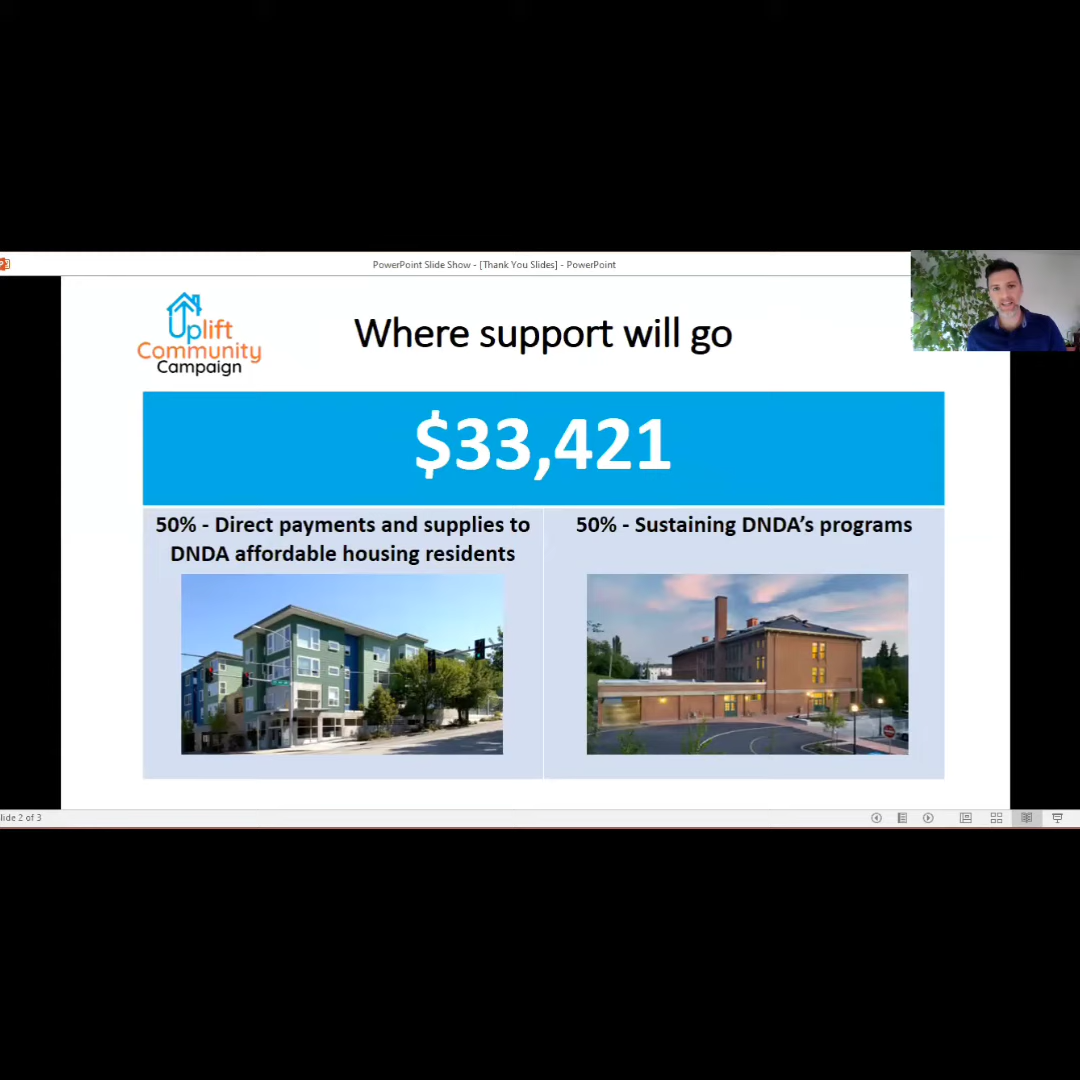 PowerPoint Slide Show - [Thank You Slides] - PowerPoint
Uplift
Community
Campaign
Where support will go
$33,421
50% - Direct payments and supplies to
DNDA affordable housing residents
50% - Sustaining DNDA’s programs
lide 2 of 3